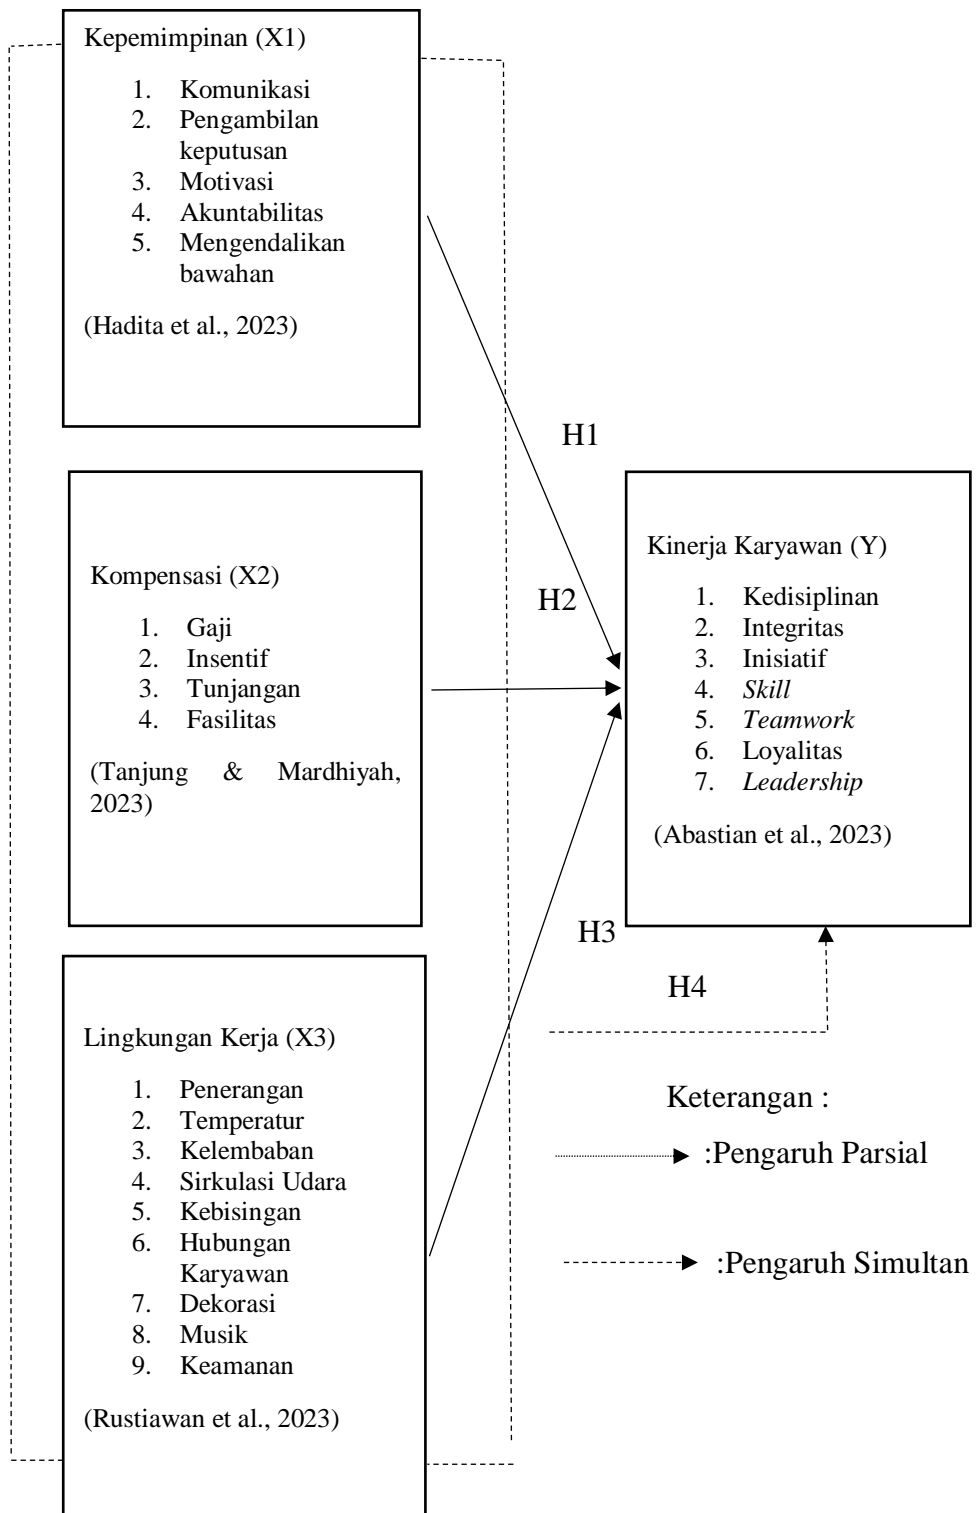 Kepemimpinan (X1)
1. Komunikasi
2. Pengambilan
keputusan
3. Motivasi
4. Akuntabilitas
5. Mengendalikan
bawahan
(Hadita et al., 2023)
H1
Kompensasi (X2)
1. Gaji
2. Insentif
3. Tunjangan
4. Fasilitas
(Tanjung & Mardhiyah,
2023)
H2
Kinerja Karyawan (Y)
1. Kedisiplinan
2. Integritas
3. Inisiatif
4. Skill
5. Teamwork
6. Loyalitas
7. Leadership
(Abastian et al., 2023)
H3
H4
Lingkungan Kerja (X3)
1. Penerangan
2. Temperatur
3. Kelembaban
4. Sirkulasi Udara
5. Kebisingan
6. Hubungan
Karyawan
7. Dekorasi
8. Musik
9. Keamanan
(Rustiawan et al., 2023)
Keterangan :
:Pengaruh Parsial
:Pengaruh Simultan